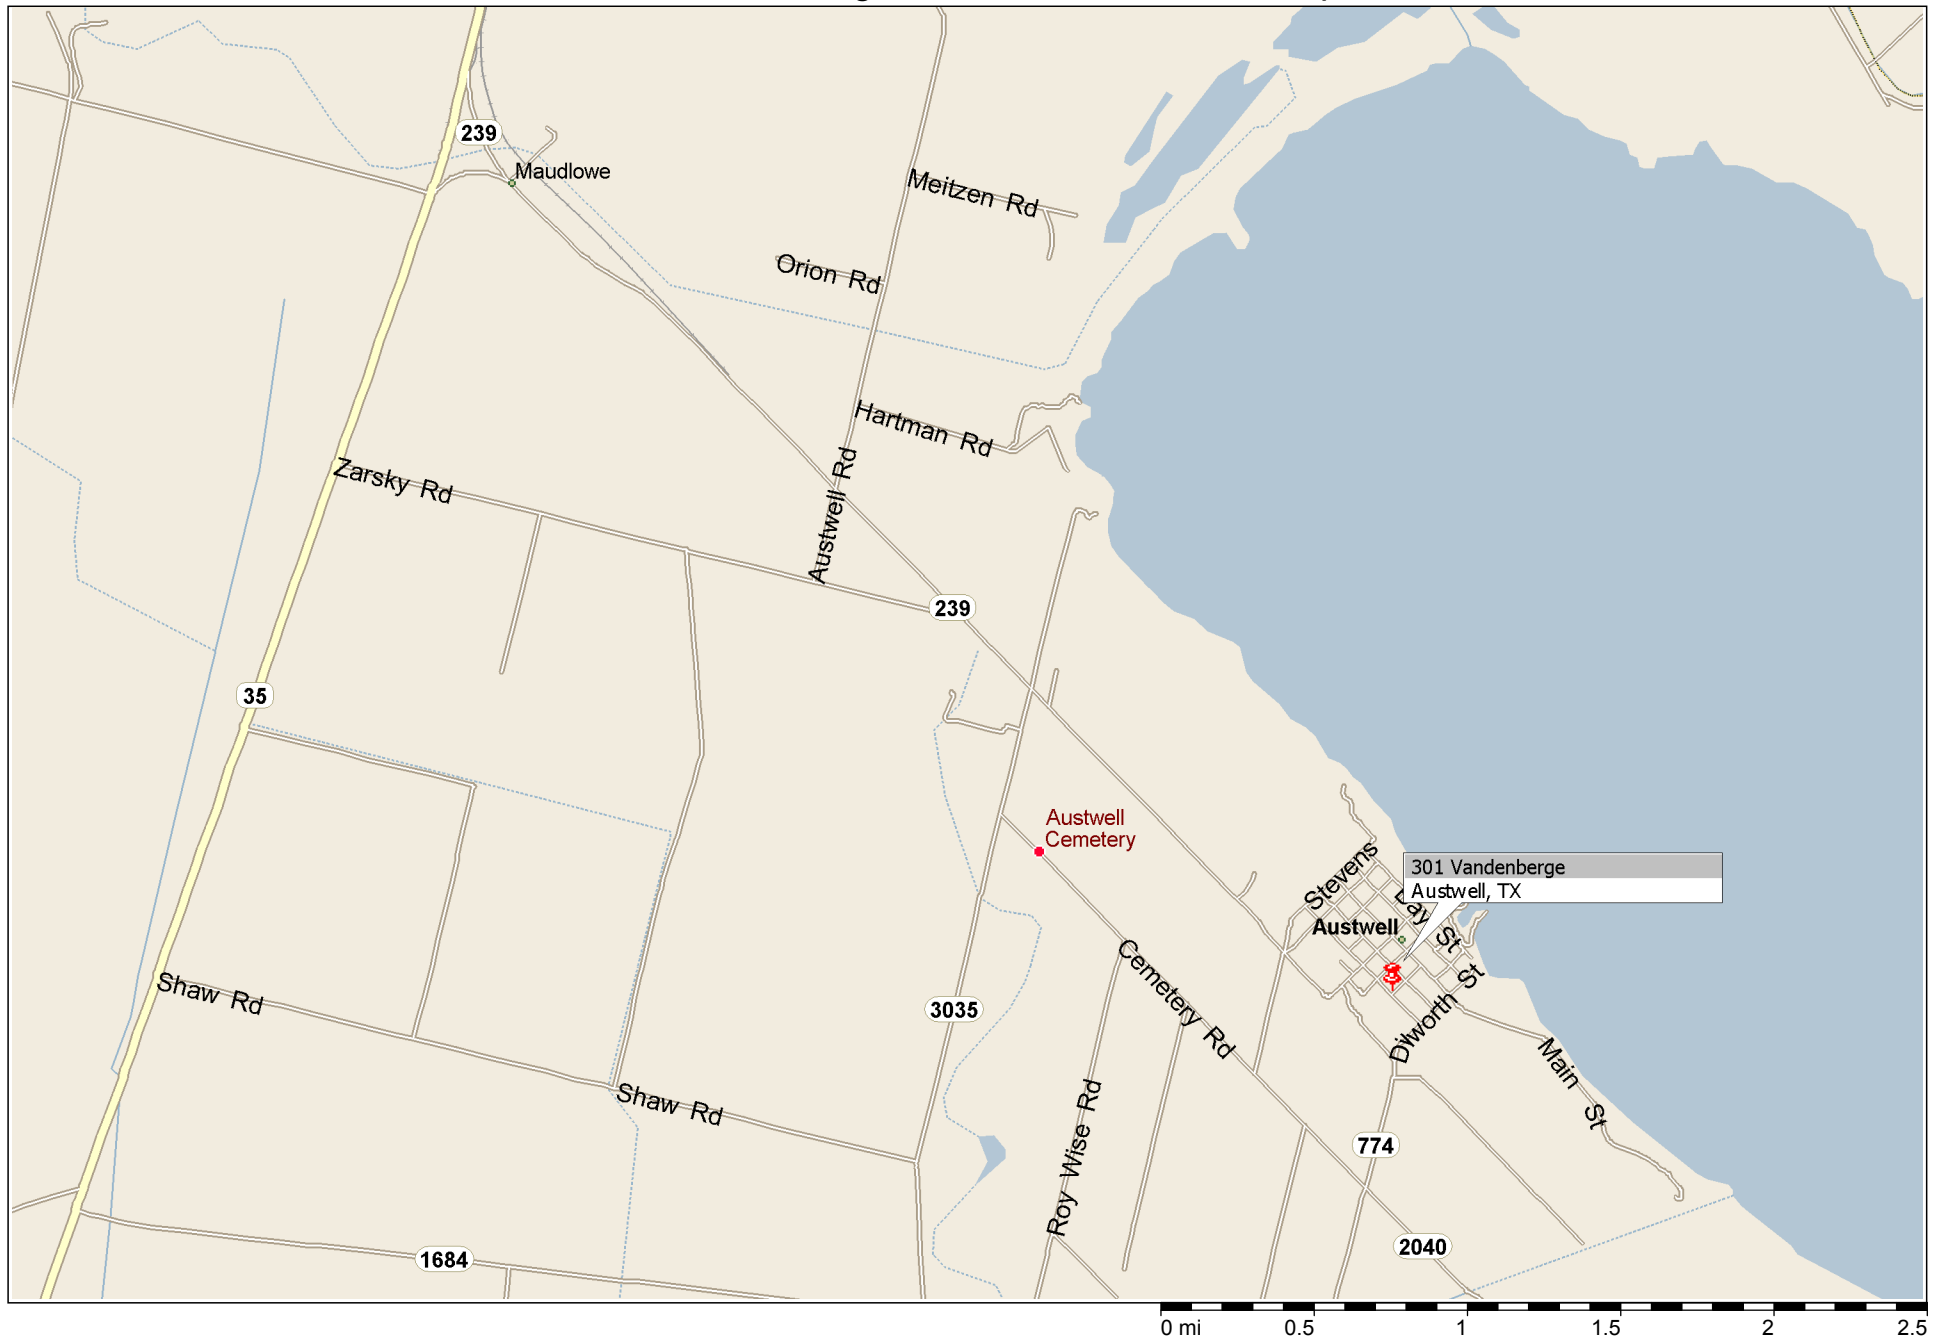 239
Maudlowe
Meitzen Rd
Orion Rd
Hartman Rd
Austwell Rd
Zarsky Rd
239
35
Austwell
Cemetery
Stevens
301 Vandenberge
Austwell, TX
Bay St
Austwell
Cemetery Rd
Dilworth St
Shaw Rd
3035
Main St
Shaw Rd
Roy Wise Rd
774
2040
1684
0 mi 0.5 1 1.5 2 2.5